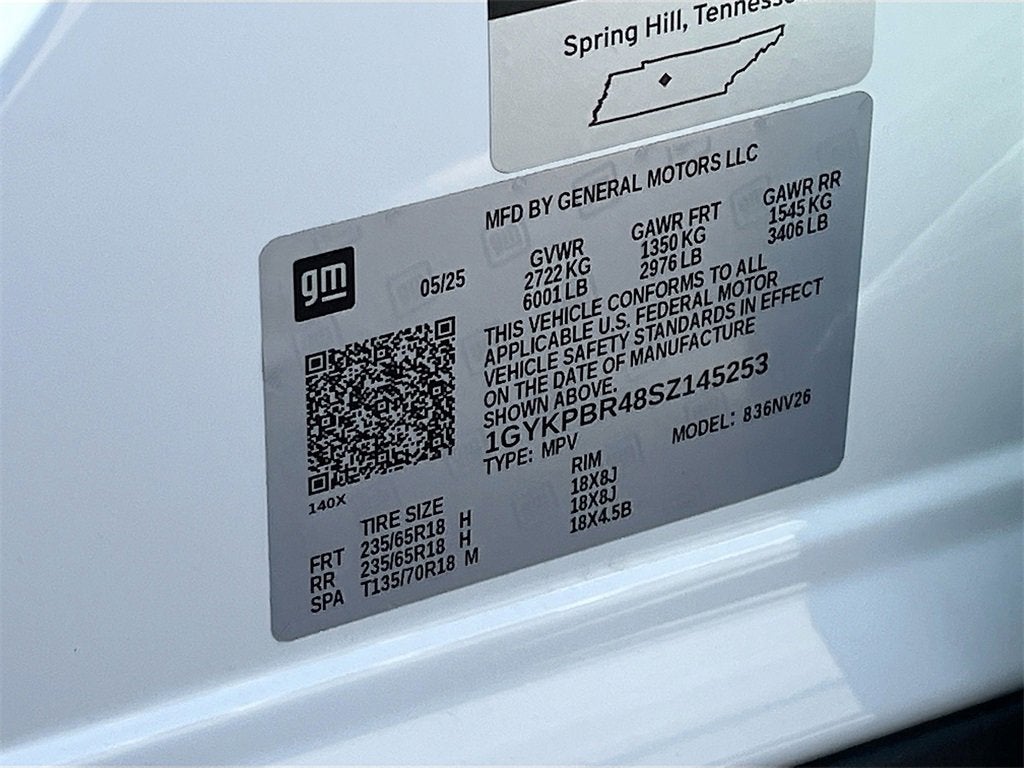 Spring Hill,
MFD BY GENERAL MOTORS LLC
gm
05/25
GVWR
2722 KG
6001 LB
GAWR FRT
1350 KG
2976 LB
GAWR RR
1545 KG
3406 LB
THIS VEHICLE CONFORMS TO ALL
APPLICABLE U.S. FEDERAL MOTOR
VEHICLE SAFETY STANDARDS IN EFFECT
ON THE DATE OF MANUFACTURE
SHOWN ABOVE.
1GYKPBR48SZ145253
TYPE: MPV
MODEL: 836NV26
140X
TIRE SIZE
RIM
FRT 235/65R18 H 18X8J
RR 235/65R18 H 18X8J
SPA T135/70R18 M 18X4.5B